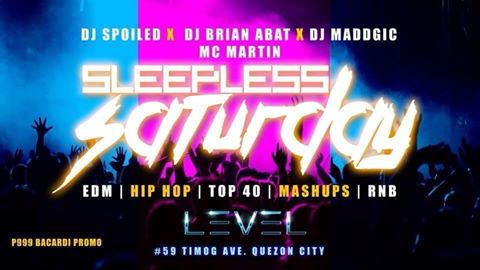 DJ SPOILED X DJ BRIAN ABAT X DJ MADDGIC
MC MARTIN
SLEEPLESS
SATURDAY
EDM | HIP HOP | TOP 40 | MASHUPS | RNB
LEVEL
P999 BACARDI PROMO
#59 TIMOG AVE. QUEZON CITY